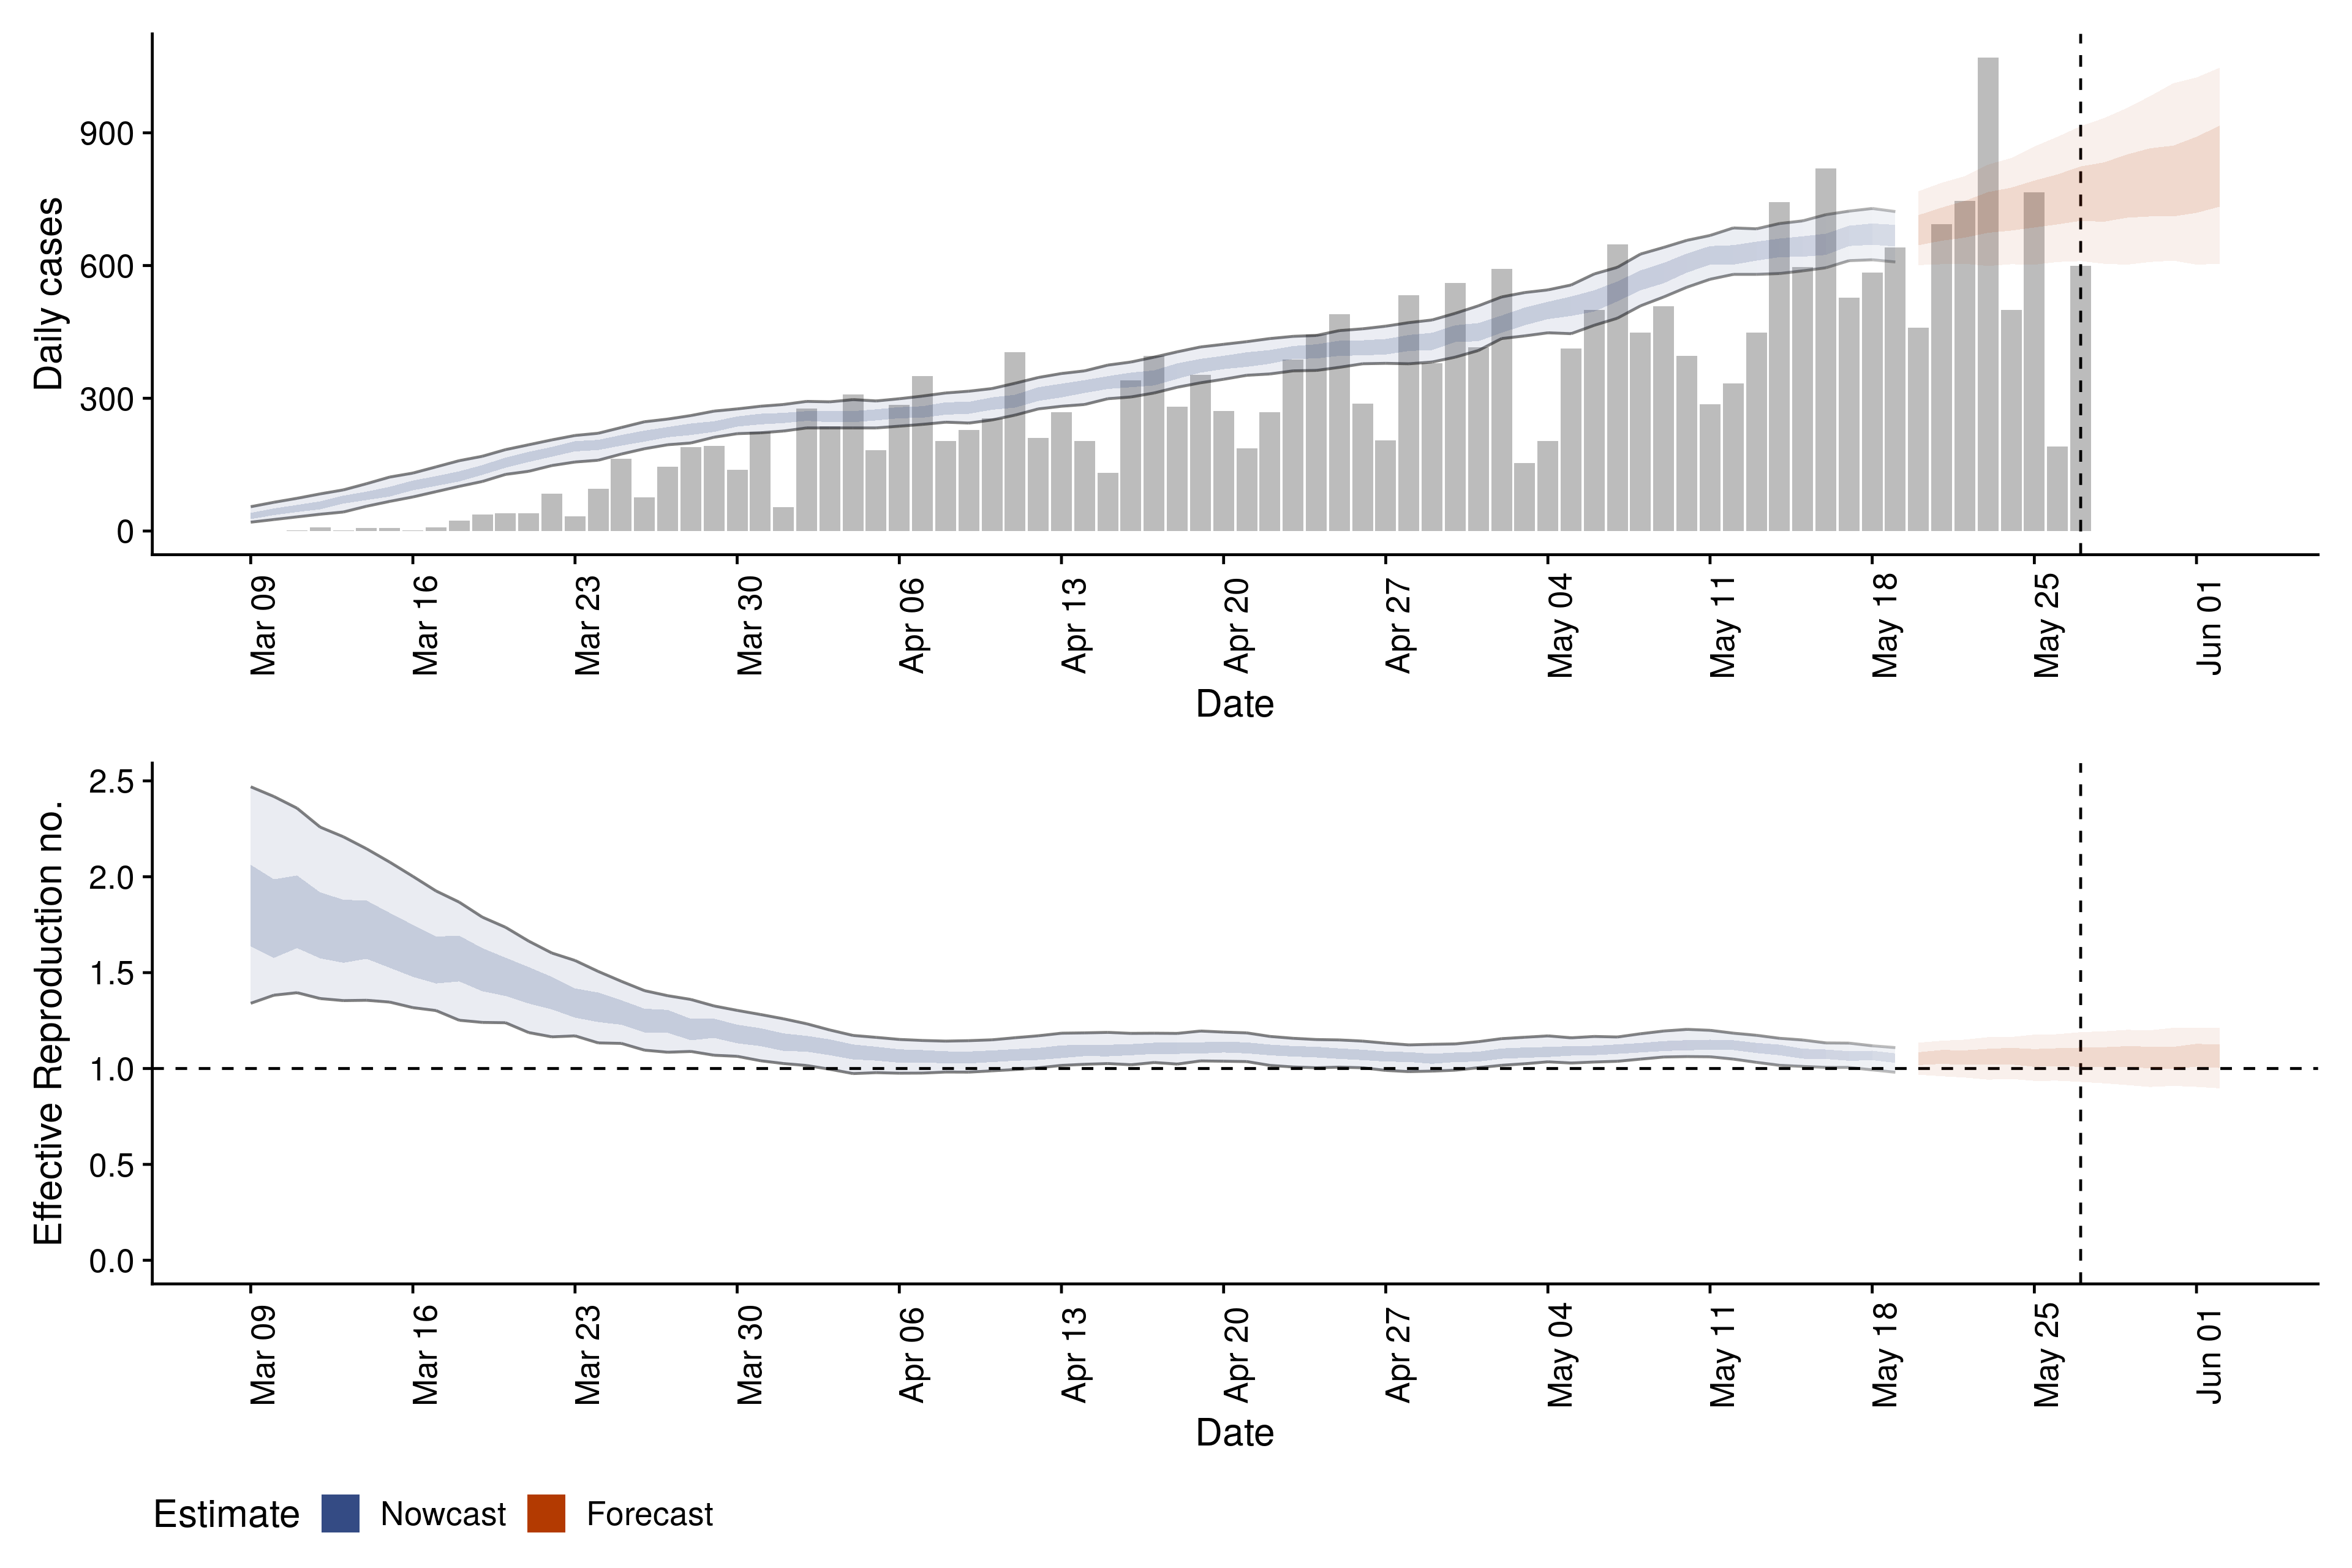 Daily cases
900
600
300
0
Mar 09
Mar 16
Mar 23
Mar 30
Apr 06
Apr 13
Apr 20
Apr 27
May 04
May 11
May 18
May 25
Jun 01
Date
Effective Reproduction no.
2.5
2.0
1.5
1.0
0.5
0.0
Mar 09
Mar 16
Mar 23
Mar 30
Apr 06
Apr 13
Apr 20
Apr 27
May 04
May 11
May 18
May 25
Jun 01
Date
Estimate Nowcast Forecast